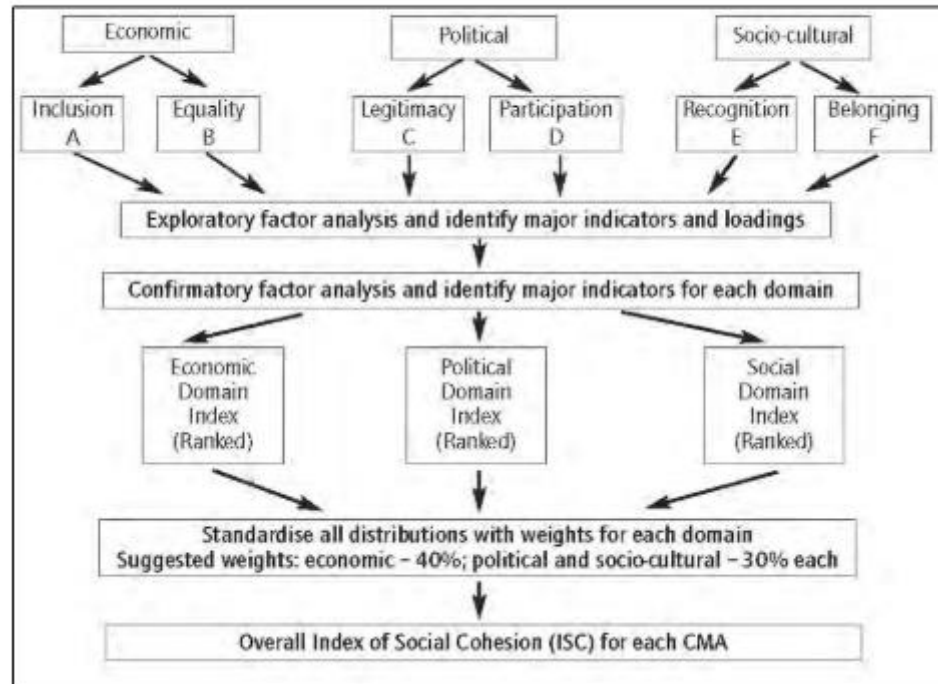 Economic
Political
Socio-cultural
Inclusion
A
Equality
B
Legitimacy
C
Participation
D
Recognition
E
Belonging
F
Exploratory factor analysis and identify major indicators and loadings
Confirmatory factor analysis and identify major indicators for each domain
Economic
Domain
Index
(Ranked)
Political
Domain
Index
(Ranked)
Social
Domain
Index
(Ranked)
Standardise all distributions with weights for each domain
Suggested weights: economic – 40%; political and socio-cultural – 30% each
Overall Index of Social Cohesion (ISC) for each CMA